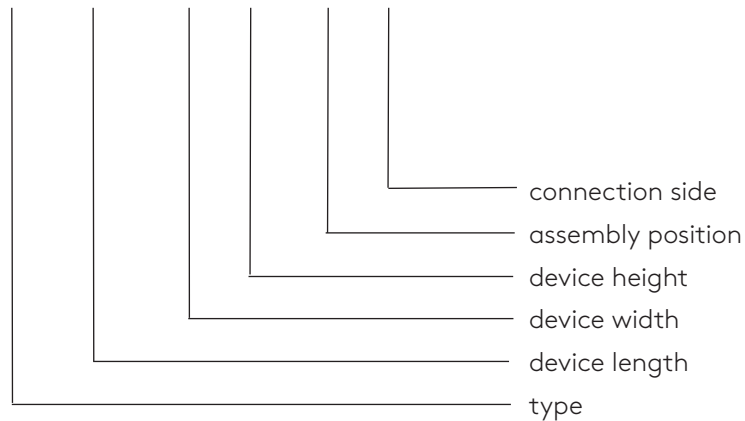 connection side
assembly position
device height
device width
device length
type